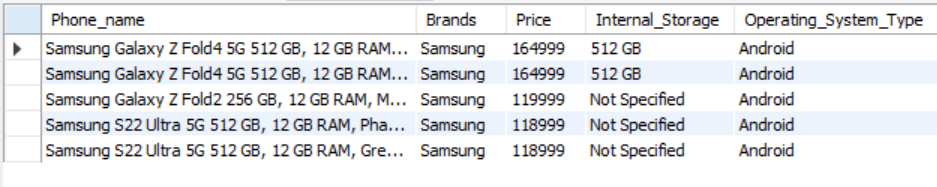 Phone_name Brands Price Internal_Storage Operating_System_Type
Samsung Galaxy Z Fold4 5G 512 GB, 12 GB RAM... Samsung 164999 512 GB Android
Samsung Galaxy Z Fold4 5G 512 GB, 12 GB RAM... Samsung 164999 512 GB Android
Samsung Galaxy Z Fold2 256 GB, 12 GB RAM, M... Samsung 119999 Not Specified Android
Samsung S22 Ultra 5G 512 GB, 12 GB RAM, Pha... Samsung 118999 Not Specified Android
Samsung S22 Ultra 5G 512 GB, 12 GB RAM, Gre... Samsung 118999 Not Specified Android